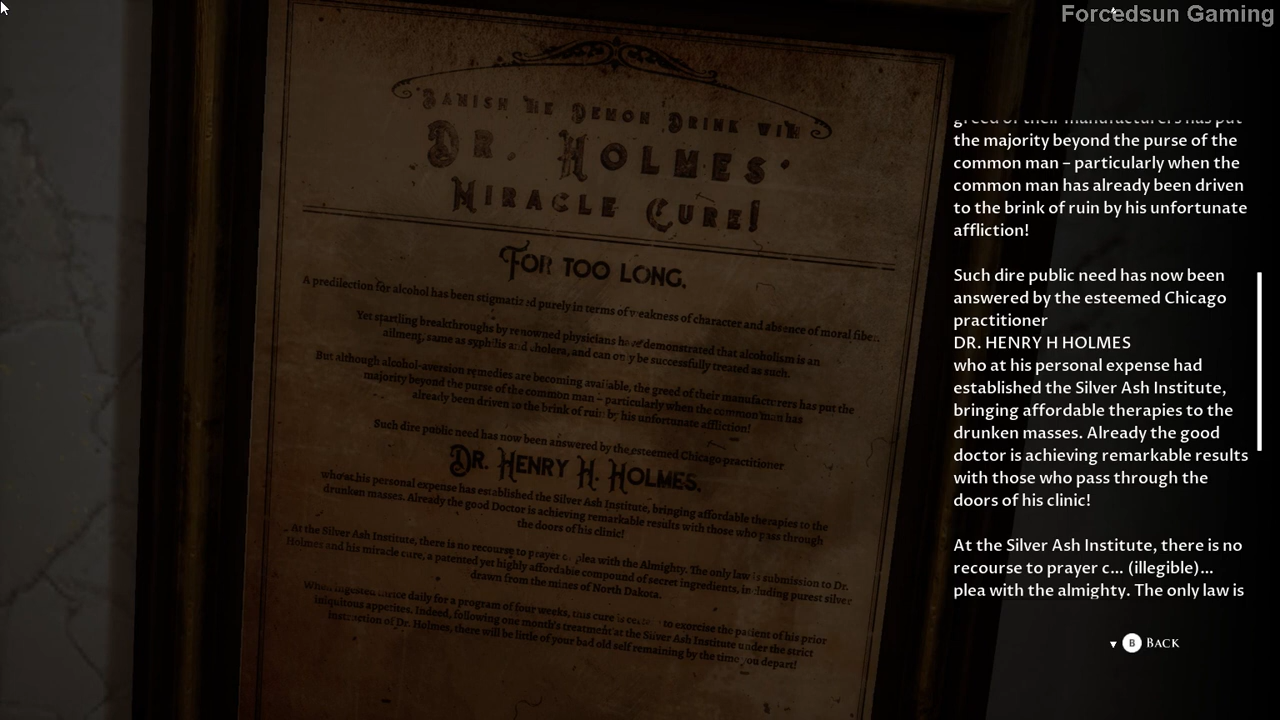 Forcedsun Gaming
BANISH THE DEMON DRINK WITH
DR. HOLMES'
MIRACLE CURE!
FOR TOO LONG,
A predilection for alcohol has been stigmatized purely in terms of weakness of character and absence of moral fiber.
Yet startling breakthroughs by renowned physicians have demonstrated that alcoholism is an
ailment, same as syphilis and cholera, and can only be successfully treated as such.
But although alcohol-aversion remedies are becoming available, the greed of their manufacturers has put the
majority beyond the purse of the common man – particularly when the common man has
already been driven to the brink of ruin by his unfortunate affliction!
Such dire public need has now been answered by the esteemed Chicago practitioner
DR. HENRY H. HOLMES,
who at his personal expense has established the Silver Ash Institute, bringing affordable therapies to the
drunken masses. Already the good Doctor is achieving remarkable results with those who pass through
the doors of his clinic!
At the Silver Ash Institute, there is no recourse to prayer plea with the Almighty. The only law is submission to Dr.
Holmes and his miracle cure, a patented yet highly affordable compound of secret ingredients, including purest silver
drawn from the mines of North Dakota.
When ingested thrice daily for a program of four weeks, this cure is to exorcise the patient of his prior
iniquitous appetites. Indeed, following one month's treatment at the Silver Ash Institute under the strict
instruction of Dr. Holmes, there will be little of your bad old self remaining by the time you depart!
greed of their manufacturers has put
the majority beyond the purse of the
common man – particularly when the
common man has already been driven
to the brink of ruin by his unfortunate
affliction!
Such dire public need has now been
answered by the esteemed Chicago
practitioner
DR. HENRY H HOLMES
who at his personal expense had
established the Silver Ash Institute,
bringing affordable therapies to the
drunken masses. Already the good
doctor is achieving remarkable results
with those who pass through the
doors of his clinic!
At the Silver Ash Institute, there is no
recourse to prayer c... (illegible)...
plea with the almighty. The only law is
B BACK